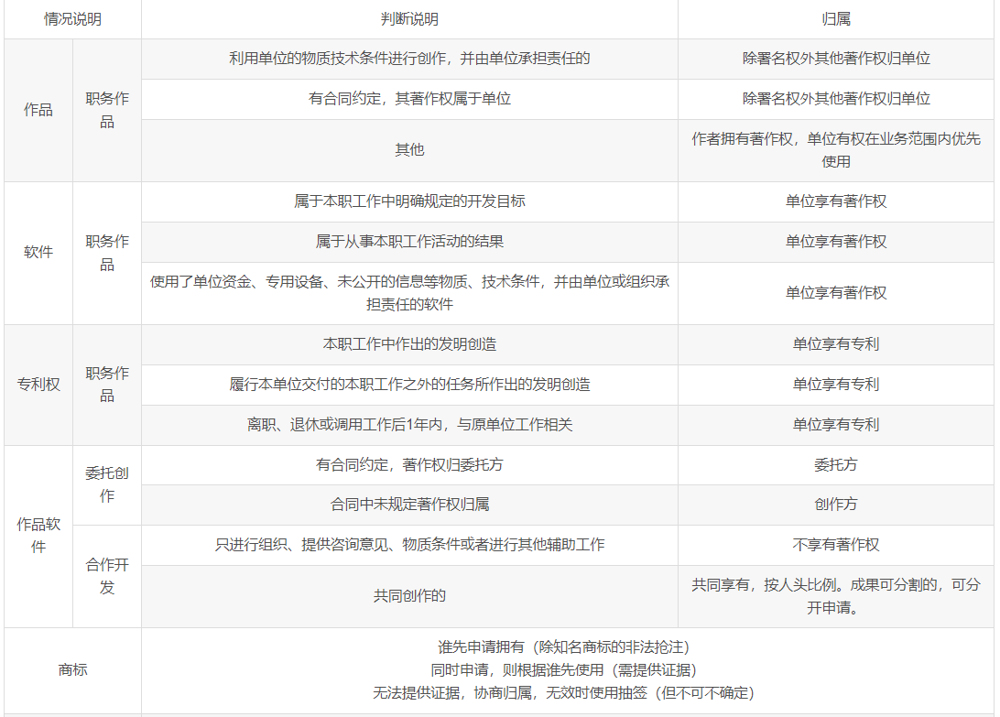 情况说明 判断说明 归属
作品
职务作
品
利用单位的物质技术条件进行创作，并由单位承担责任的 除署名权外其他著作权归单位
有合同约定，其著作权属于单位 除署名权外其他著作权归单位
其他
作者拥有著作权，单位有权在业务范围内优先
使用
软件
职务作
品
属于本职工作中明确规定的开发目标 单位享有著作权
属于从事本职工作活动的结果 单位享有著作权
使用了单位资金、专用设备、未公开的信息等物质、技术条件，并由单位或组织承
担责任的软件
单位享有著作权
专利权
职务作
品
本职工作中作出的发明创造 单位享有专利
履行本单位交付的本职工作之外的任务所作出的发明创造 单位享有专利
离职、退休或调用工作后1年内，与原单位工作相关 单位享有专利
作品软
件
委托创
作
有合同约定，著作权归委托方 委托方
合同中未规定著作权归属 创作方
合作开
发
只进行组织、提供咨询意见、物质条件或者进行其他辅助工作 不享有著作权
共同创作的
共同享有，按人头比例。成果可分割的，可分
开申请。
商标
谁先申请拥有（除知名商标的非法抢注）
同时申请，则根据谁先使用（需提供证据）
无法提供证据，协商归属，无效时使用抽签（但不可不确定）